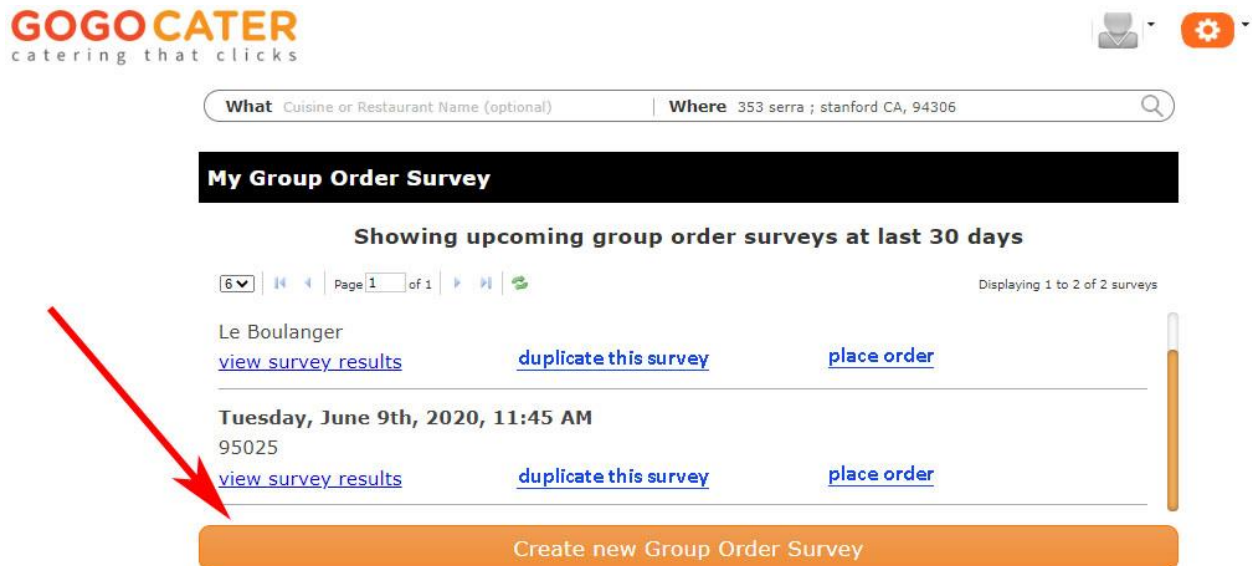 GOGO CATER
catering that clicks
What Cuisine or Restaurant Name (optional) Where 353 serra ; stanford CA, 94306
My Group Order Survey
Showing upcoming group order surveys at last 30 days
6 Page 1 of 1 Displaying 1 to 2 of 2 surveys
Le Boulanger
view survey results duplicate this survey place order
Tuesday, June 9th, 2020, 11:45 AM
95025
view survey results duplicate this survey place order
Create new Group Order Survey